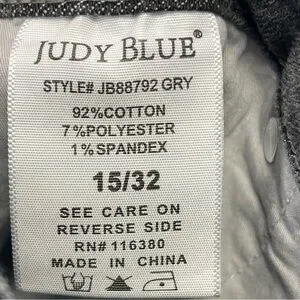 JUDY BLUE®
STYLE# JB88792 GRY
92%COTTON
7%POLYESTER
1%SPANDEX
15/32
SEE CARE ON
REVERSE SIDE
RN# 116380
MADE IN CHINA